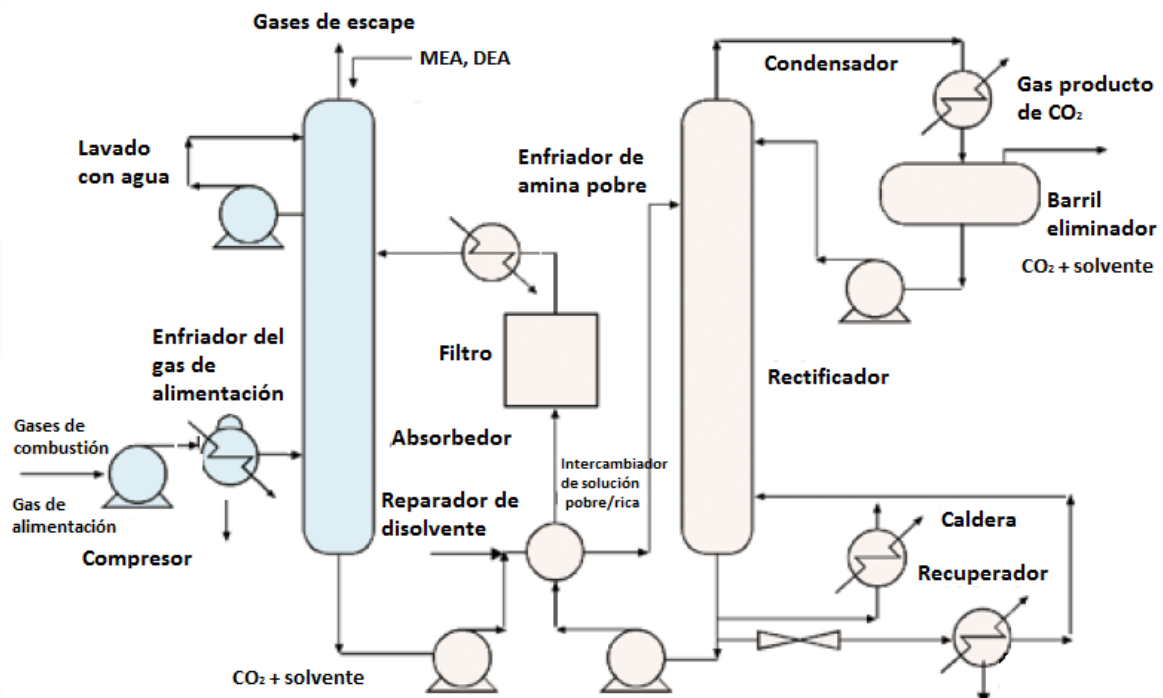 Gases de escape
MEA, DEA
Condensador
Gas producto
de CO₂
Lavado
con agua
Enfriador de
amina pobre
Barril
eliminador
CO₂ + solvente
Enfriador del
gas de
alimentación
Filtro
Rectificador
Gases de
combustión
Absorbedor
Intercambiador
de solución
pobre/rica
Gas de
alimentación
Reparador de
disolvente
Caldera
Compresor
Recuperador
CO₂ + solvente